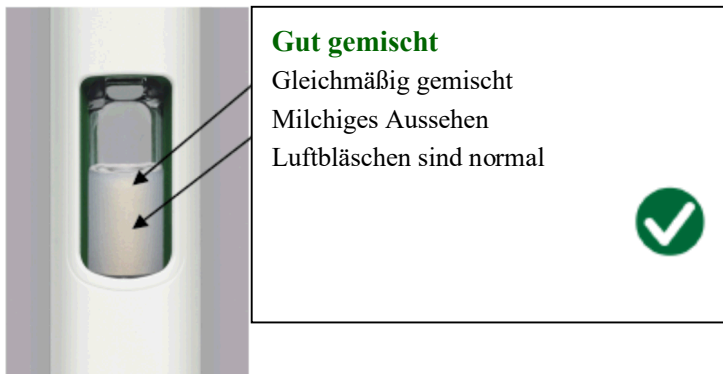 Gut gemischt
Gleichmäßig gemischt
Milchiges Aussehen
Luftbläschen sind normal